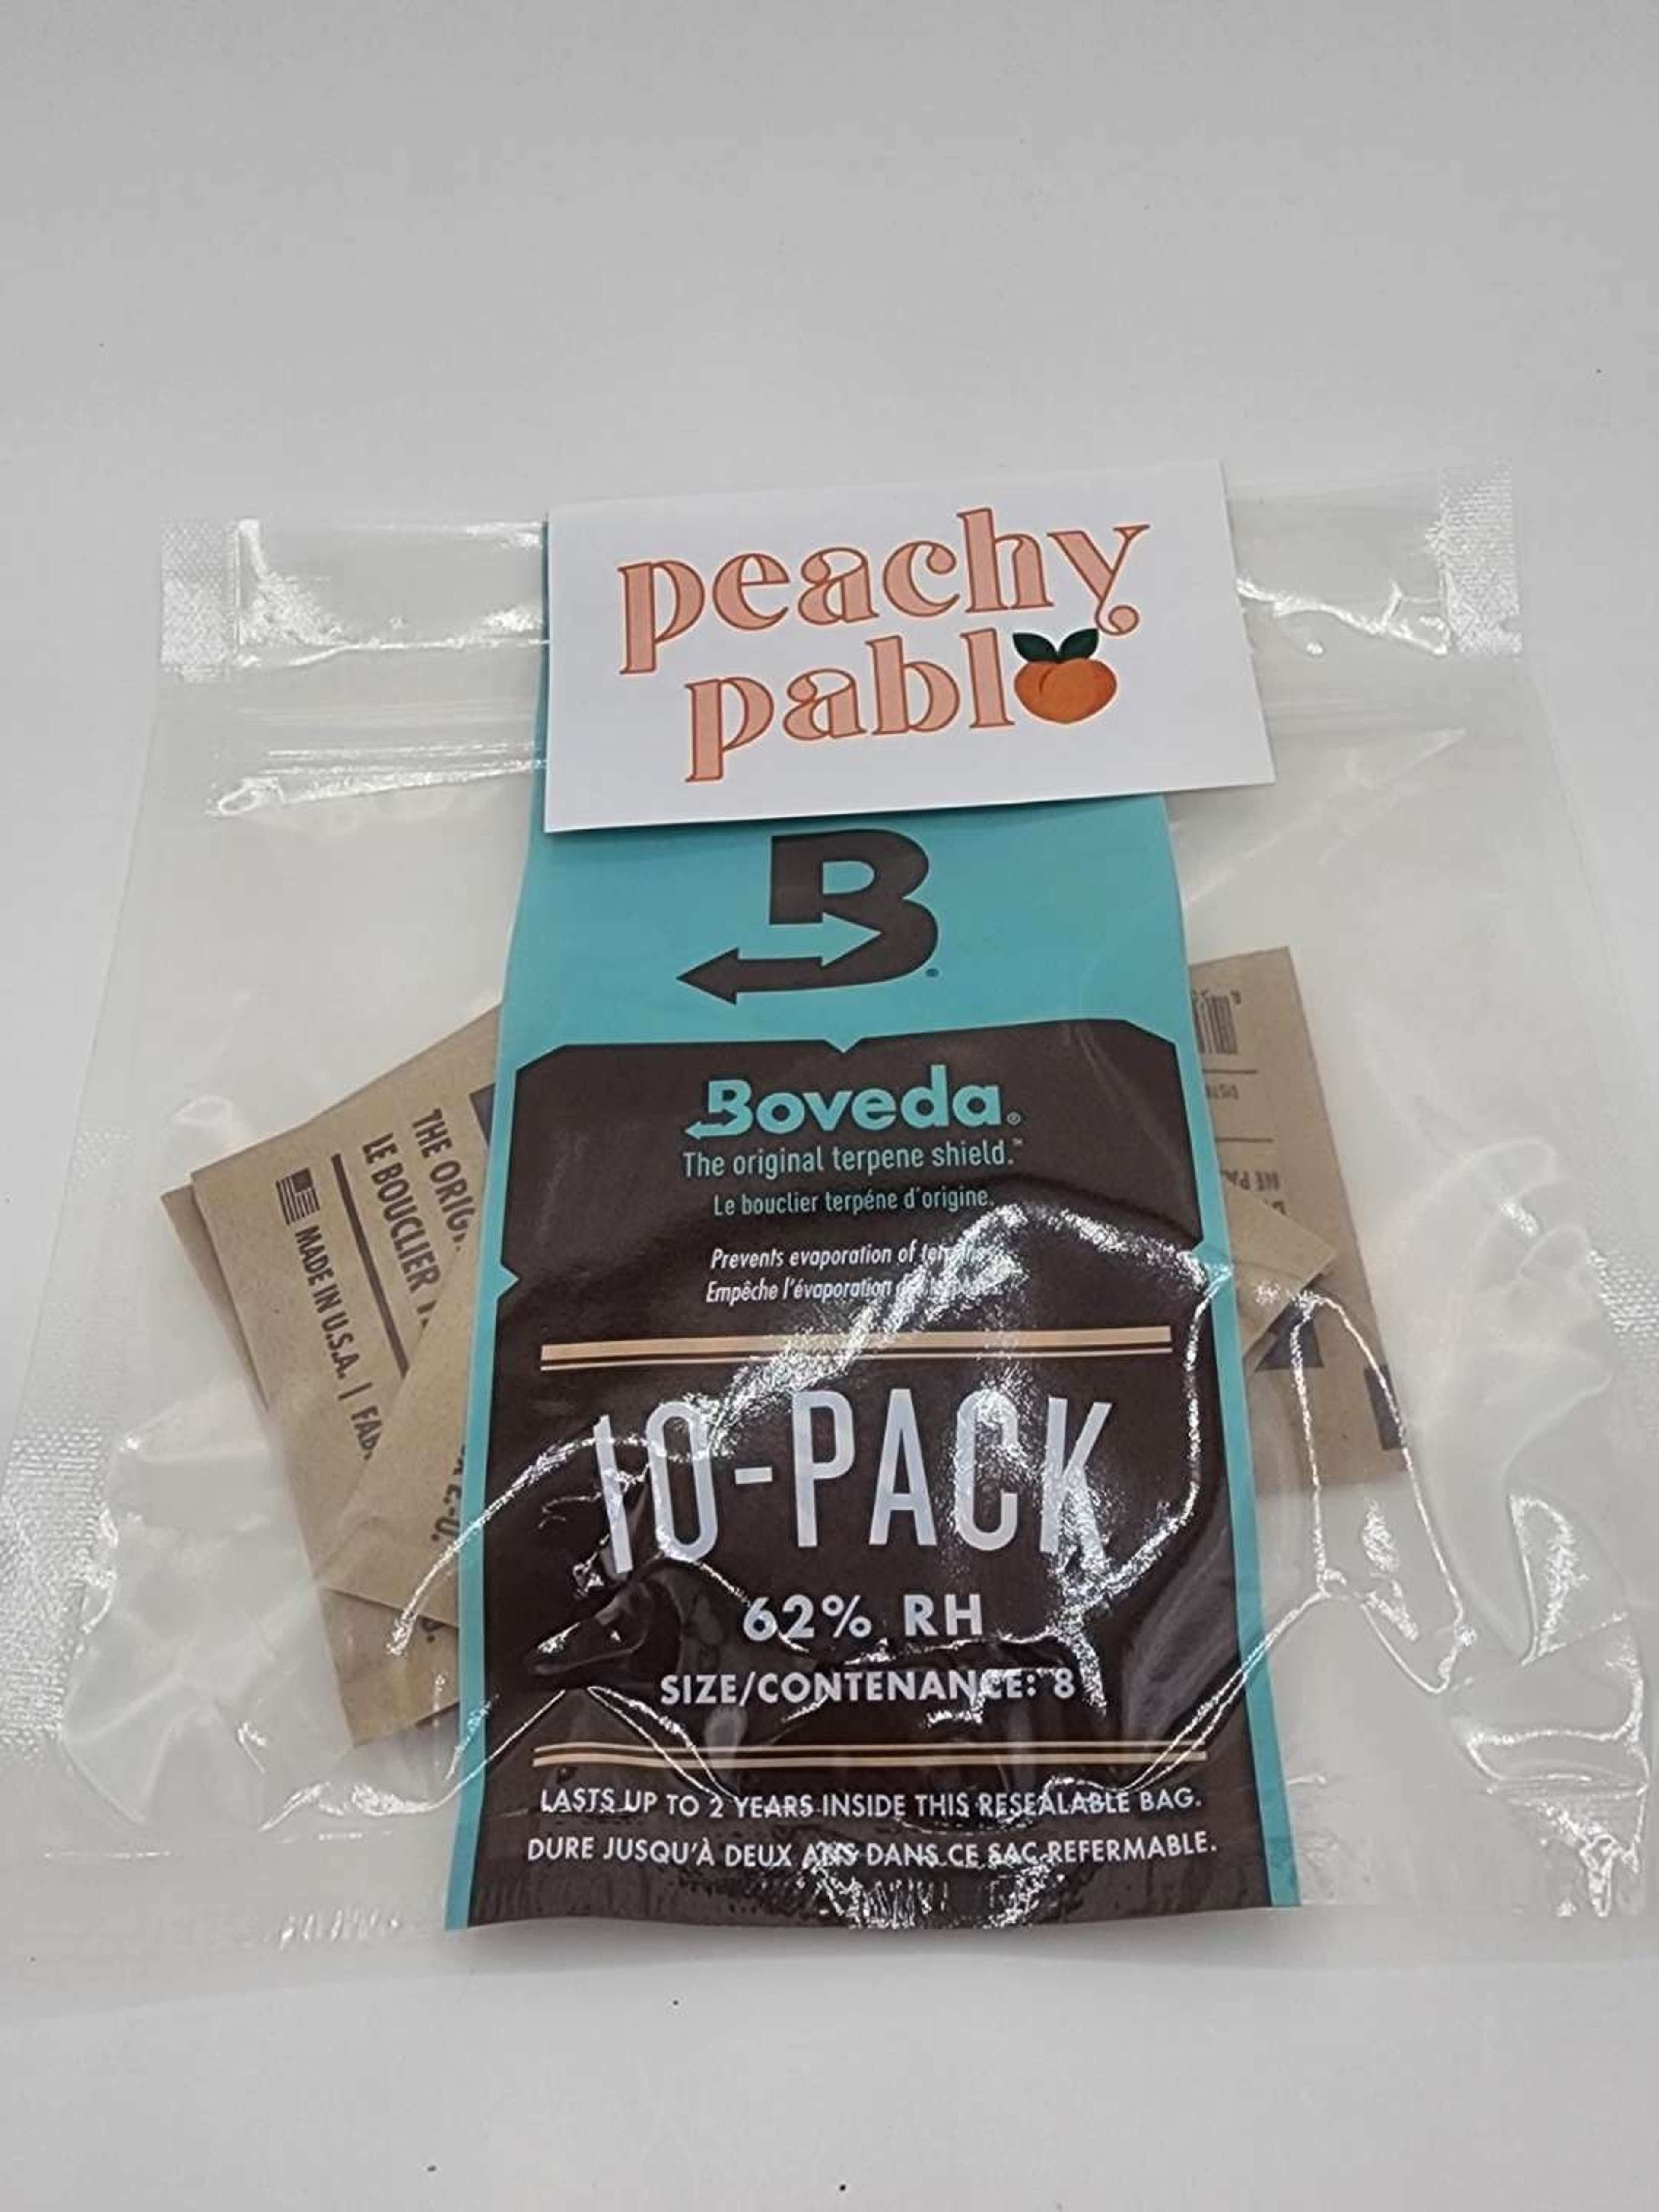 peachy
pablo
B
Boveda®
The original terpene shield.™
Le bouclier terpéne d'origine.
Prevents evaporation of
Empêche l'évaporation
10-PACK
62% RH
SIZE/CONTENANCE: 8
LASTS UP TO 2 YEARS INSIDE THIS RESEALABLE BAG.
DURE JUSQU'À DEUX ANS DANS CE SAC REFERMABLE.
THE
LE BOUCLIER
MADE IN U.S.A. |